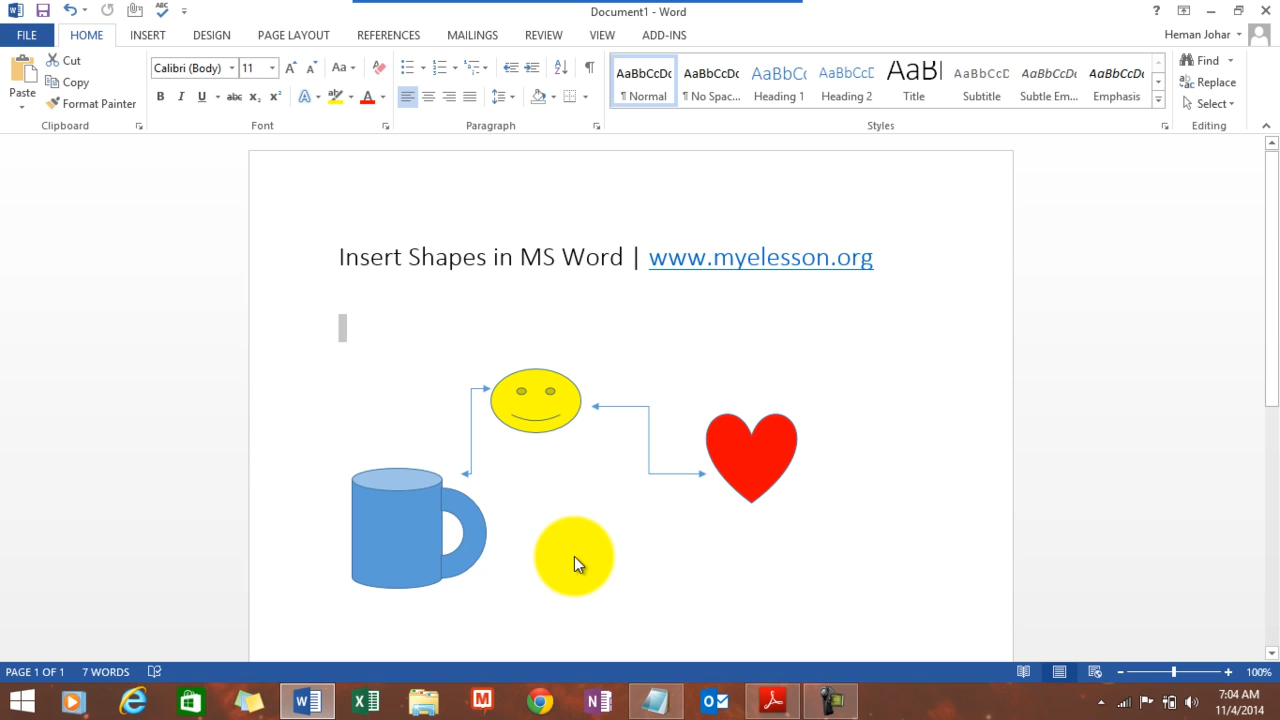 Document1 - Word
FILE HOME INSERT DESIGN PAGE LAYOUT REFERENCES MAILINGS REVIEW VIEW ADD-INS
Heman Johar
Paste
Cut
Copy
Format Painter
Clipboard
Calibri (Body) 11
Font
Paragraph
AaBbCcDc AaBbCcDc AaBbCc AaBbCcD AaBl AaBbCcD AaBbCcDc AaBbCcDc
¶ Normal ¶ No Spac... Heading 1 Heading 2 Title Subtitle Subtle Em... Emphasis
Styles
Find
Replace
Select
Editing
Insert Shapes in MS Word | www.myelesson.org
PAGE 1 OF 1 7 WORDS
100%
7:04 AM
11/4/2014